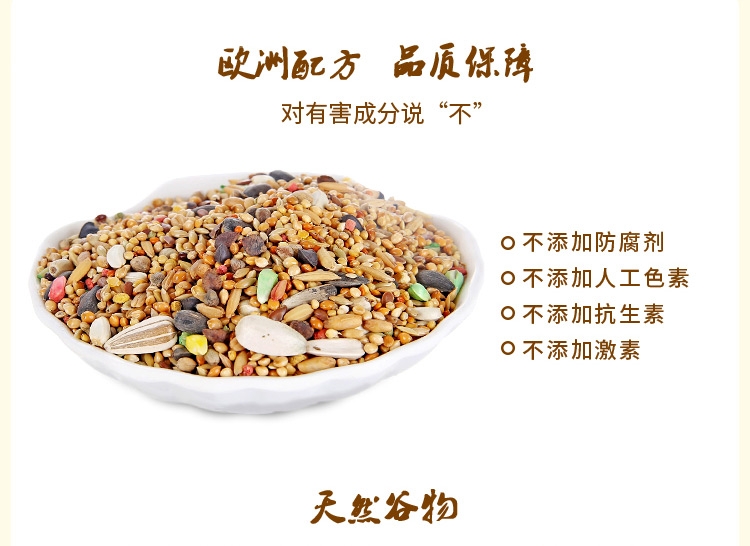 欧洲配方 品质保障
对有害成分说“不”
不添加防腐剂
不添加人工色素
不添加抗生素
不添加激素
天然谷物